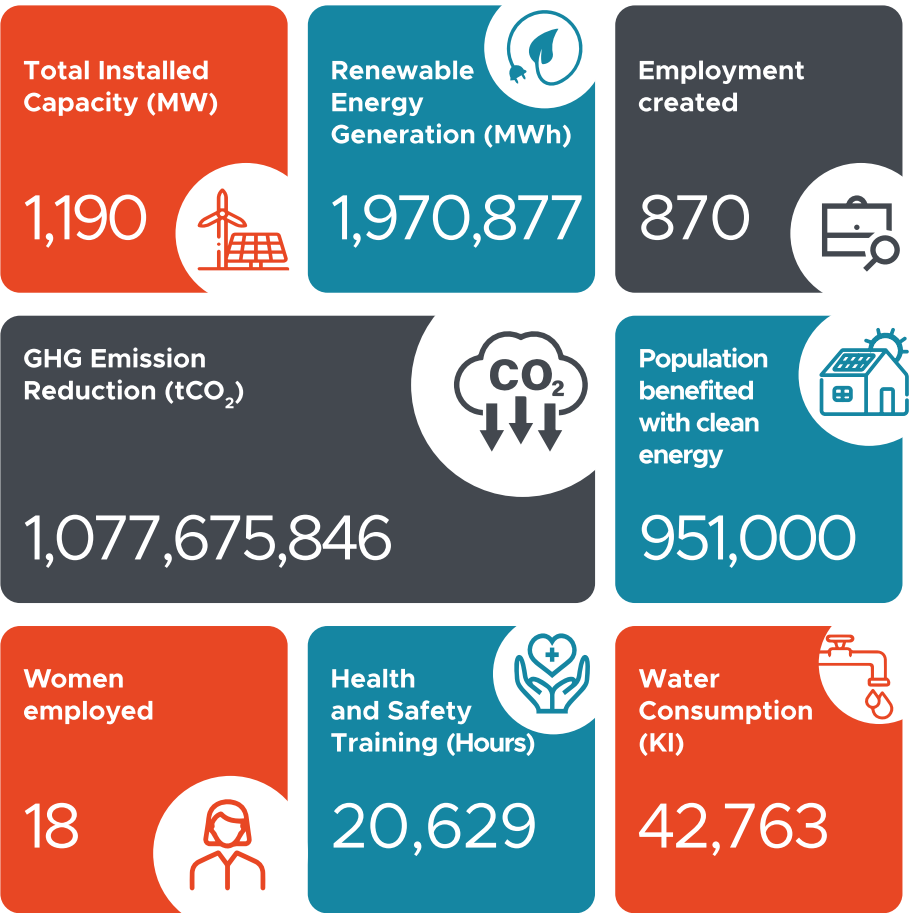 Total Installed
Capacity (MW)
1,190
Renewable
Energy
Generation (MWh)
1,970,877
Employment
created
870
GHG Emission
Reduction (tCO₂)
1,077,675,846
CO₂
Population
benefited
with clean
energy
951,000
Women
employed
18
Health
and Safety
Training (Hours)
20,629
Water
Consumption
(Kl)
42,763